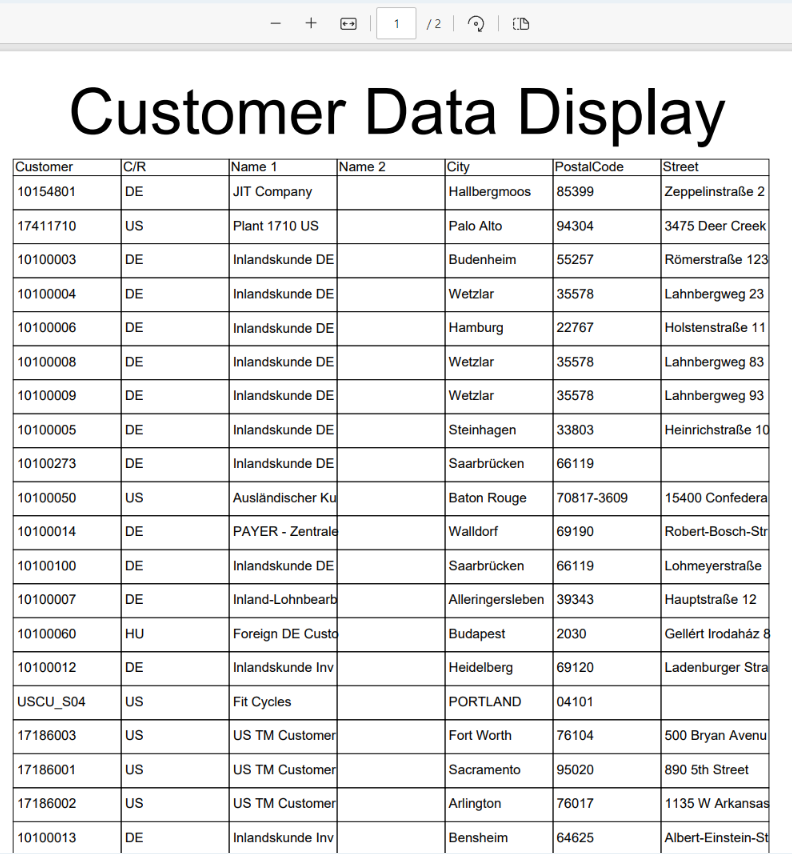 1 / 2
Customer Data Display
Customer C/R Name 1 Name 2 City PostalCode Street
10154801 DE JIT Company Hallbergmoos 85399 Zeppelinstraße 2
17411710 US Plant 1710 US Palo Alto 94304 3475 Deer Creek
10100003 DE Inlandskunde DE Budenheim 55257 Römerstraße 123
10100004 DE Inlandskunde DE Wetzlar 35578 Lahnbergweg 23
10100006 DE Inlandskunde DE Hamburg 22767 Holstenstraße 11
10100008 DE Inlandskunde DE Wetzlar 35578 Lahnbergweg 83
10100009 DE Inlandskunde DE Wetzlar 35578 Lahnbergweg 93
10100005 DE Inlandskunde DE Steinhagen 33803 Heinrichstraße 10
10100273 DE Inlandskunde DE Saarbrücken 66119
10100050 US Ausländischer Ku Baton Rouge 70817-3609 15400 Confedera
10100014 DE PAYER - Zentrale Walldorf 69190 Robert-Bosch-Str
10100100 DE Inlandskunde DE Saarbrücken 66119 Lohmeyerstraße
10100007 DE Inland-Lohnbearb Alleringersleben 39343 Hauptstraße 12
10100060 HU Foreign DE Custo Budapest 2030 Gellért Irodaház 8
10100012 DE Inlandskunde Inv Heidelberg 69120 Ladenburger Stra
USCU_S04 US Fit Cycles PORTLAND 04101
17186003 US US TM Customer Fort Worth 76104 500 Bryan Avenu
17186001 US US TM Customer Sacramento 95020 890 5th Street
17186002 US US TM Customer Arlington 76017 1135 W Arkansas
10100013 DE Inlandskunde Inv Bensheim 64625 Albert-Einstein-St